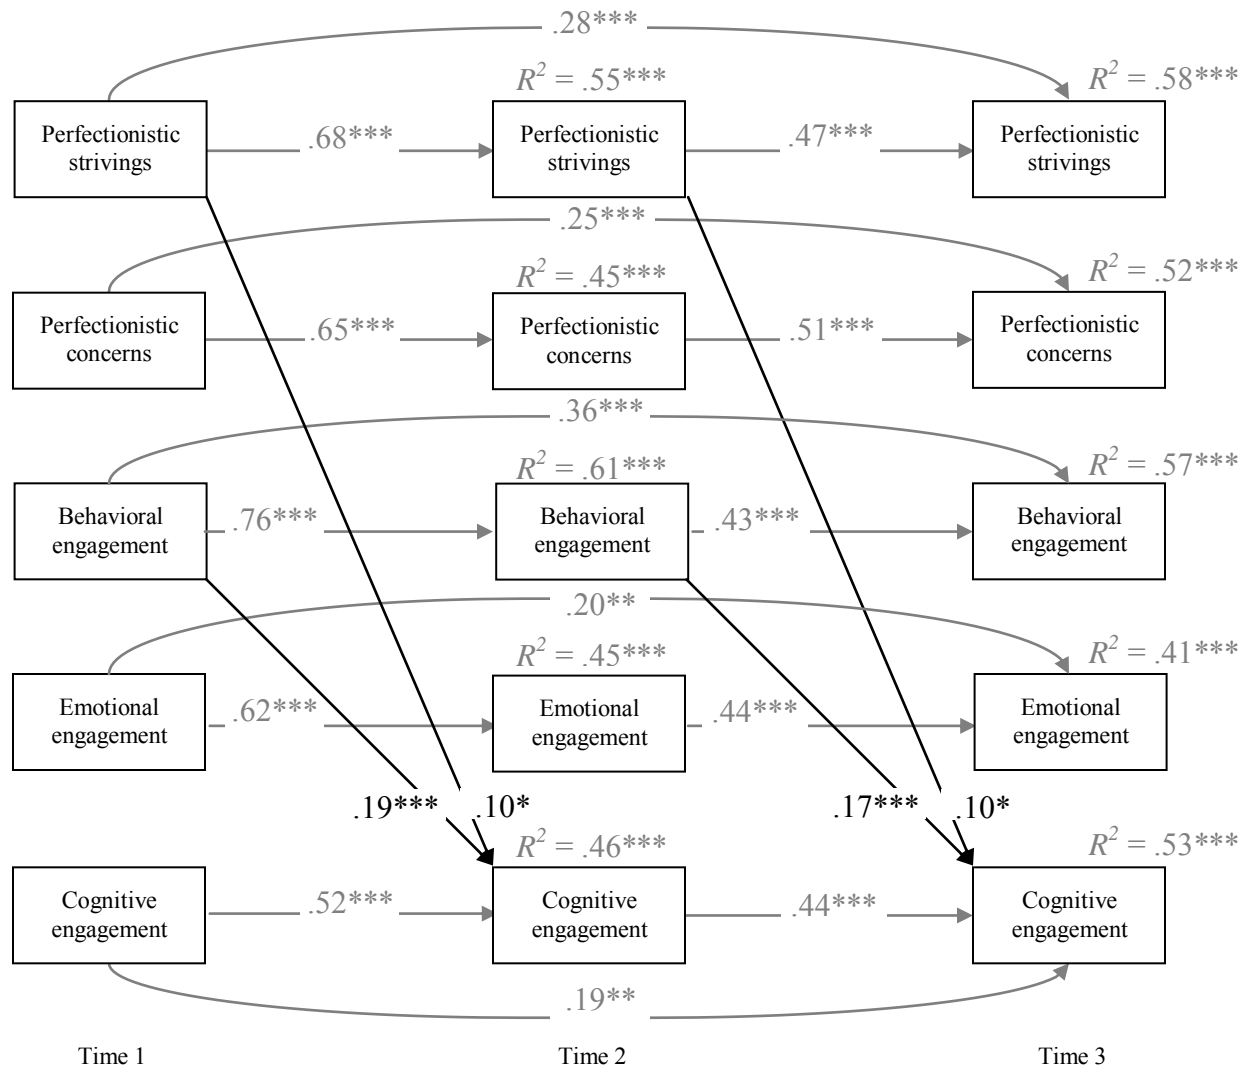 .28***
R² = .55***
R² = .58***
Perfectionistic
strivings
.68***
Perfectionistic
strivings
.47***
Perfectionistic
strivings
.25***
R² = .45***
R² = .52***
Perfectionistic
concerns
.65***
Perfectionistic
concerns
.51***
Perfectionistic
concerns
.36***
R² = .61***
R² = .57***
Behavioral
engagement
.76***
Behavioral
engagement
.43***
Behavioral
engagement
.20**
R² = .45***
R² = .41***
Emotional
engagement
.62***
Emotional
engagement
.44***
Emotional
engagement
.19***
.10*
.17***
.10*
R² = .46***
R² = .53***
Cognitive
engagement
.52***
Cognitive
engagement
.44***
Cognitive
engagement
.19**
Time 1
Time 2
Time 3